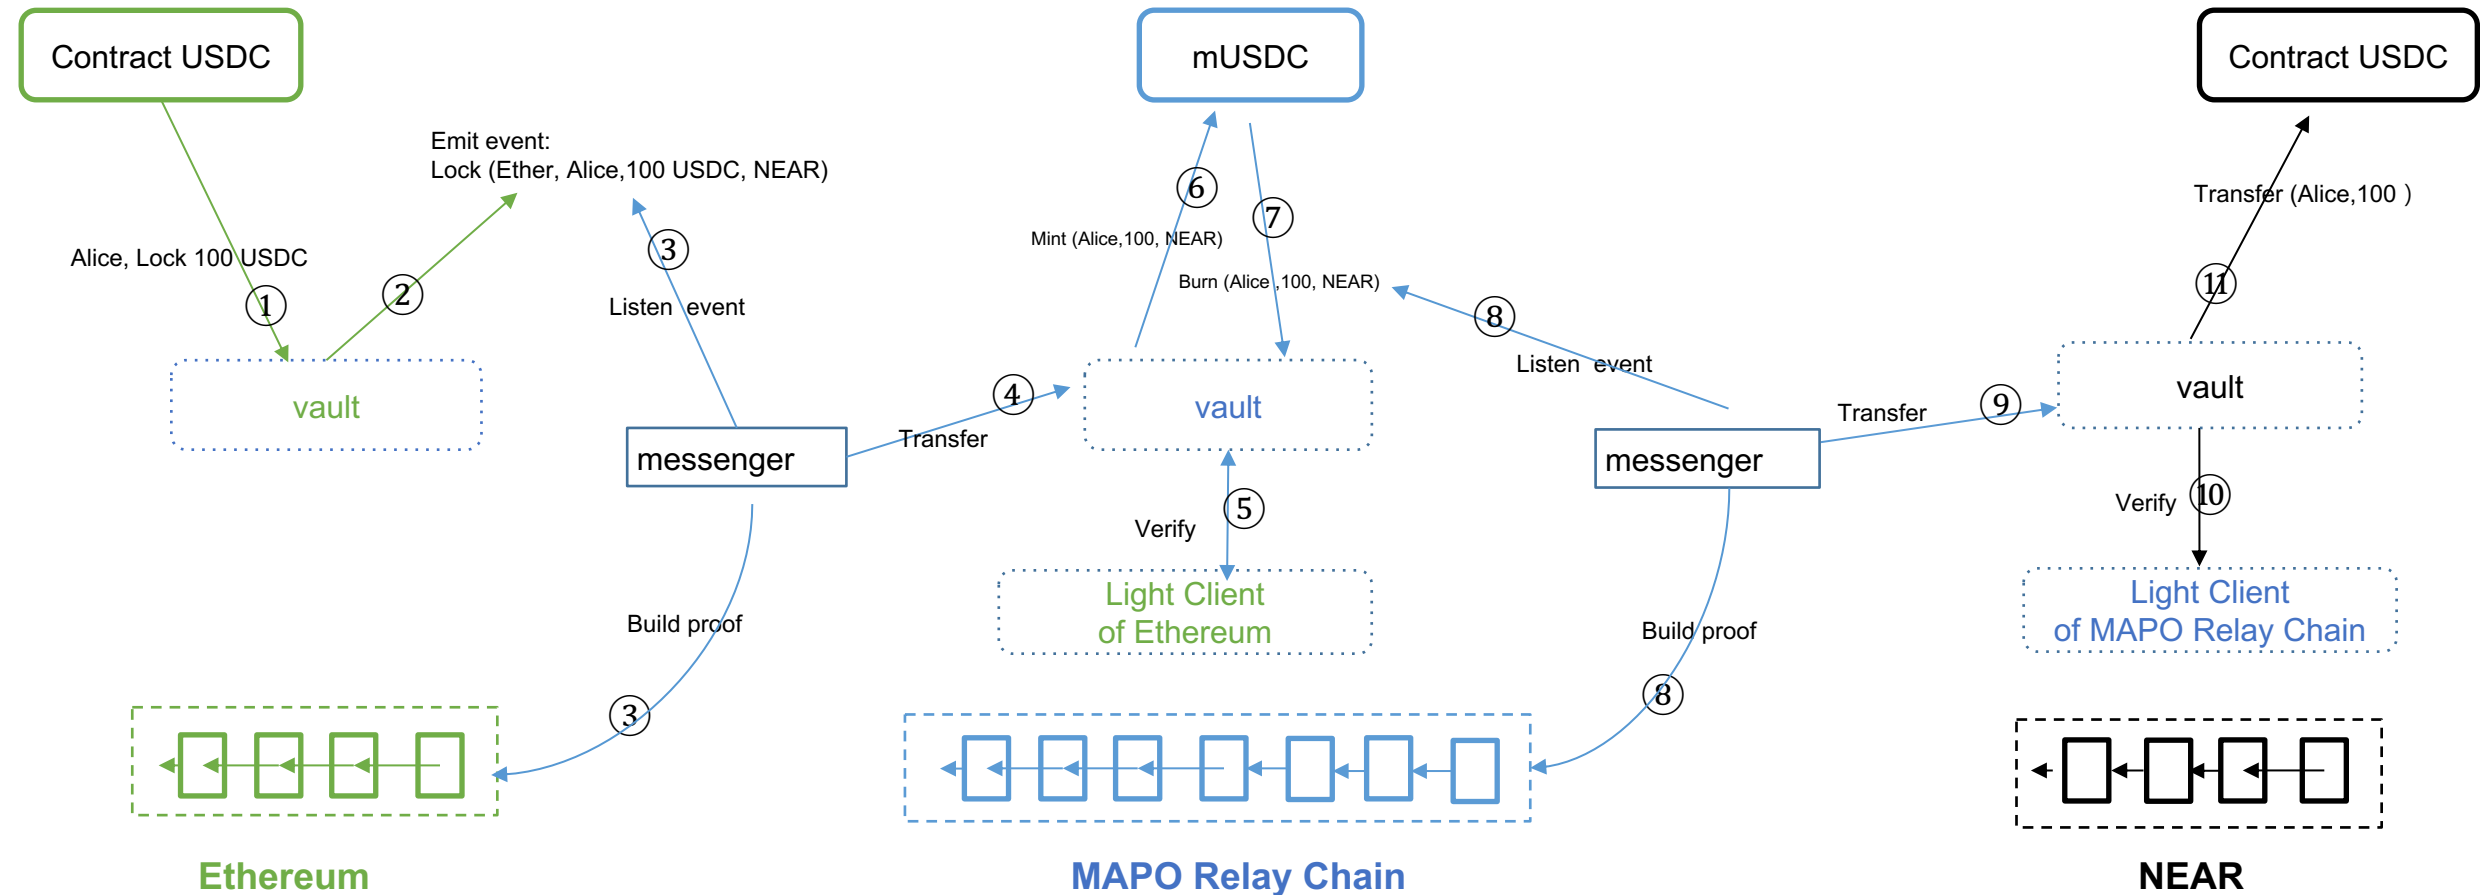 Contract USDC
mUSDC
Contract USDC
Emit event:
Lock (Ether, Alice,100 USDC, NEAR)
Alice, Lock 100 USDC
①
②
③
Listen event
⑥
⑦
Mint (Alice,100, NEAR)
Burn (Alice ,100, NEAR)
⑧
Listen event
Transfer (Alice,100 )
⑪
vault
messenger
④
Transfer
vault
messenger
Transfer
⑨
vault
⑤
Verify
Verify
⑩
Light Client
of Ethereum
Light Client
of MAPO Relay Chain
Build proof
③
Build proof
⑧
Ethereum
MAPO Relay Chain
NEAR